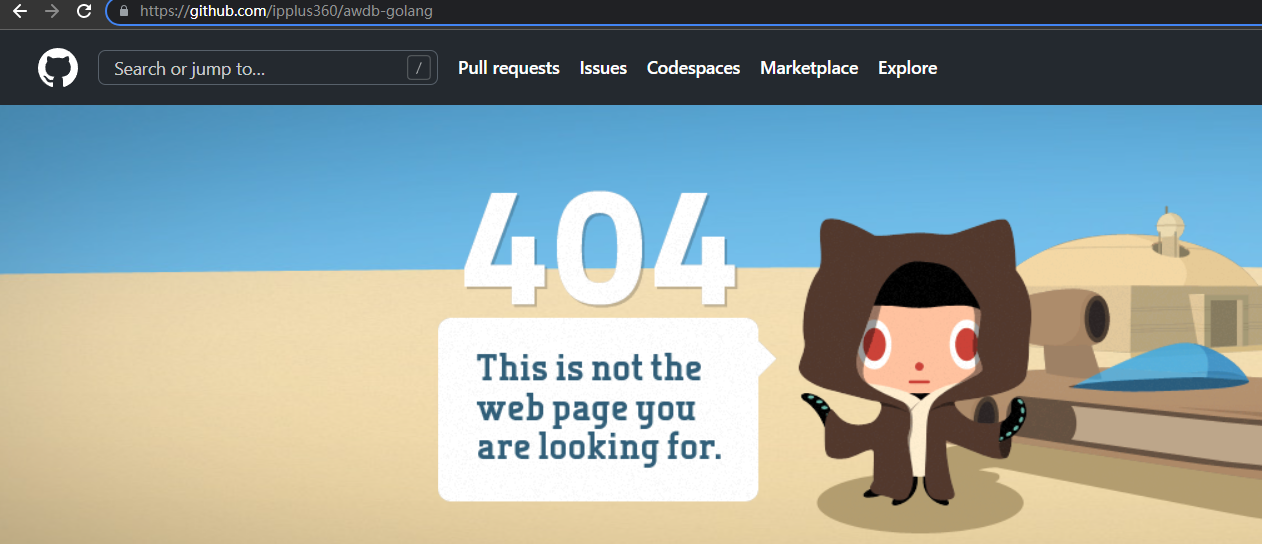 https://github.com/ipplus360/awdb-golang
Search or jump to...
/
Pull requests
Issues
Codespaces
Marketplace
Explore
404
This is not the
web page you
are looking for.